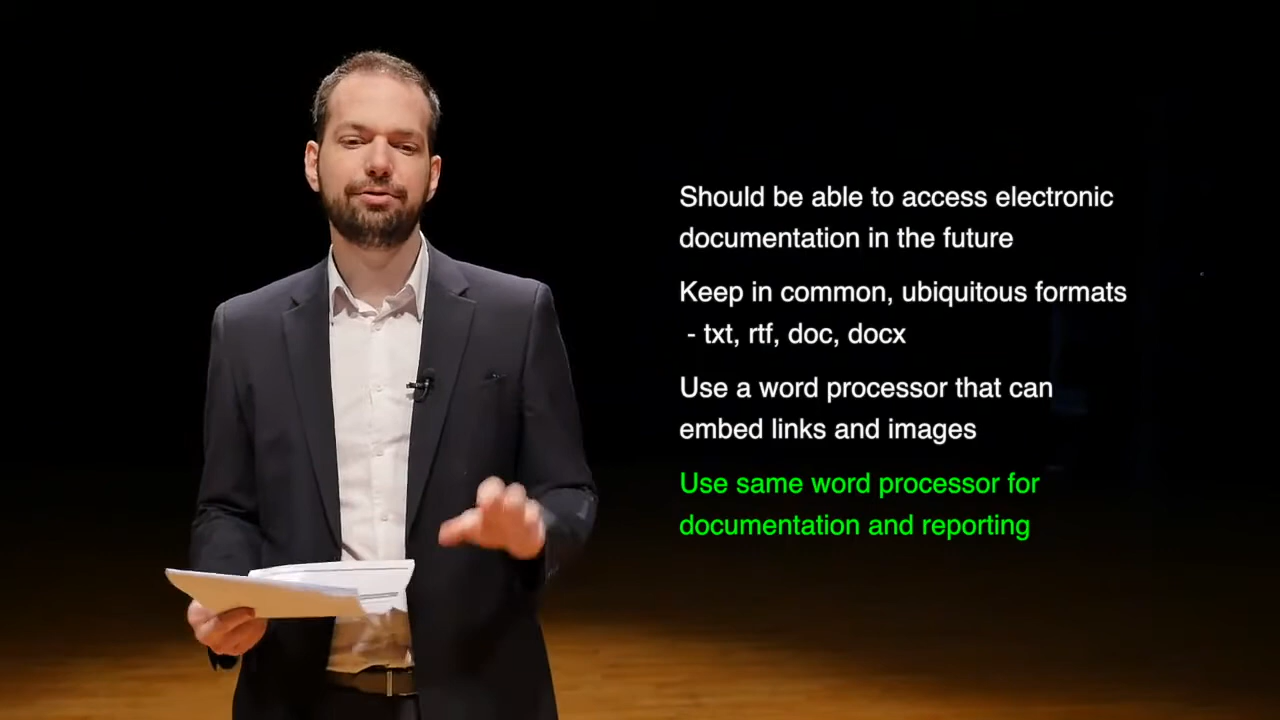 Should be able to access electronic
documentation in the future
Keep in common, ubiquitous formats
- txt, rtf, doc, docx
Use a word processor that can
embed links and images
Use same word processor for
documentation and reporting